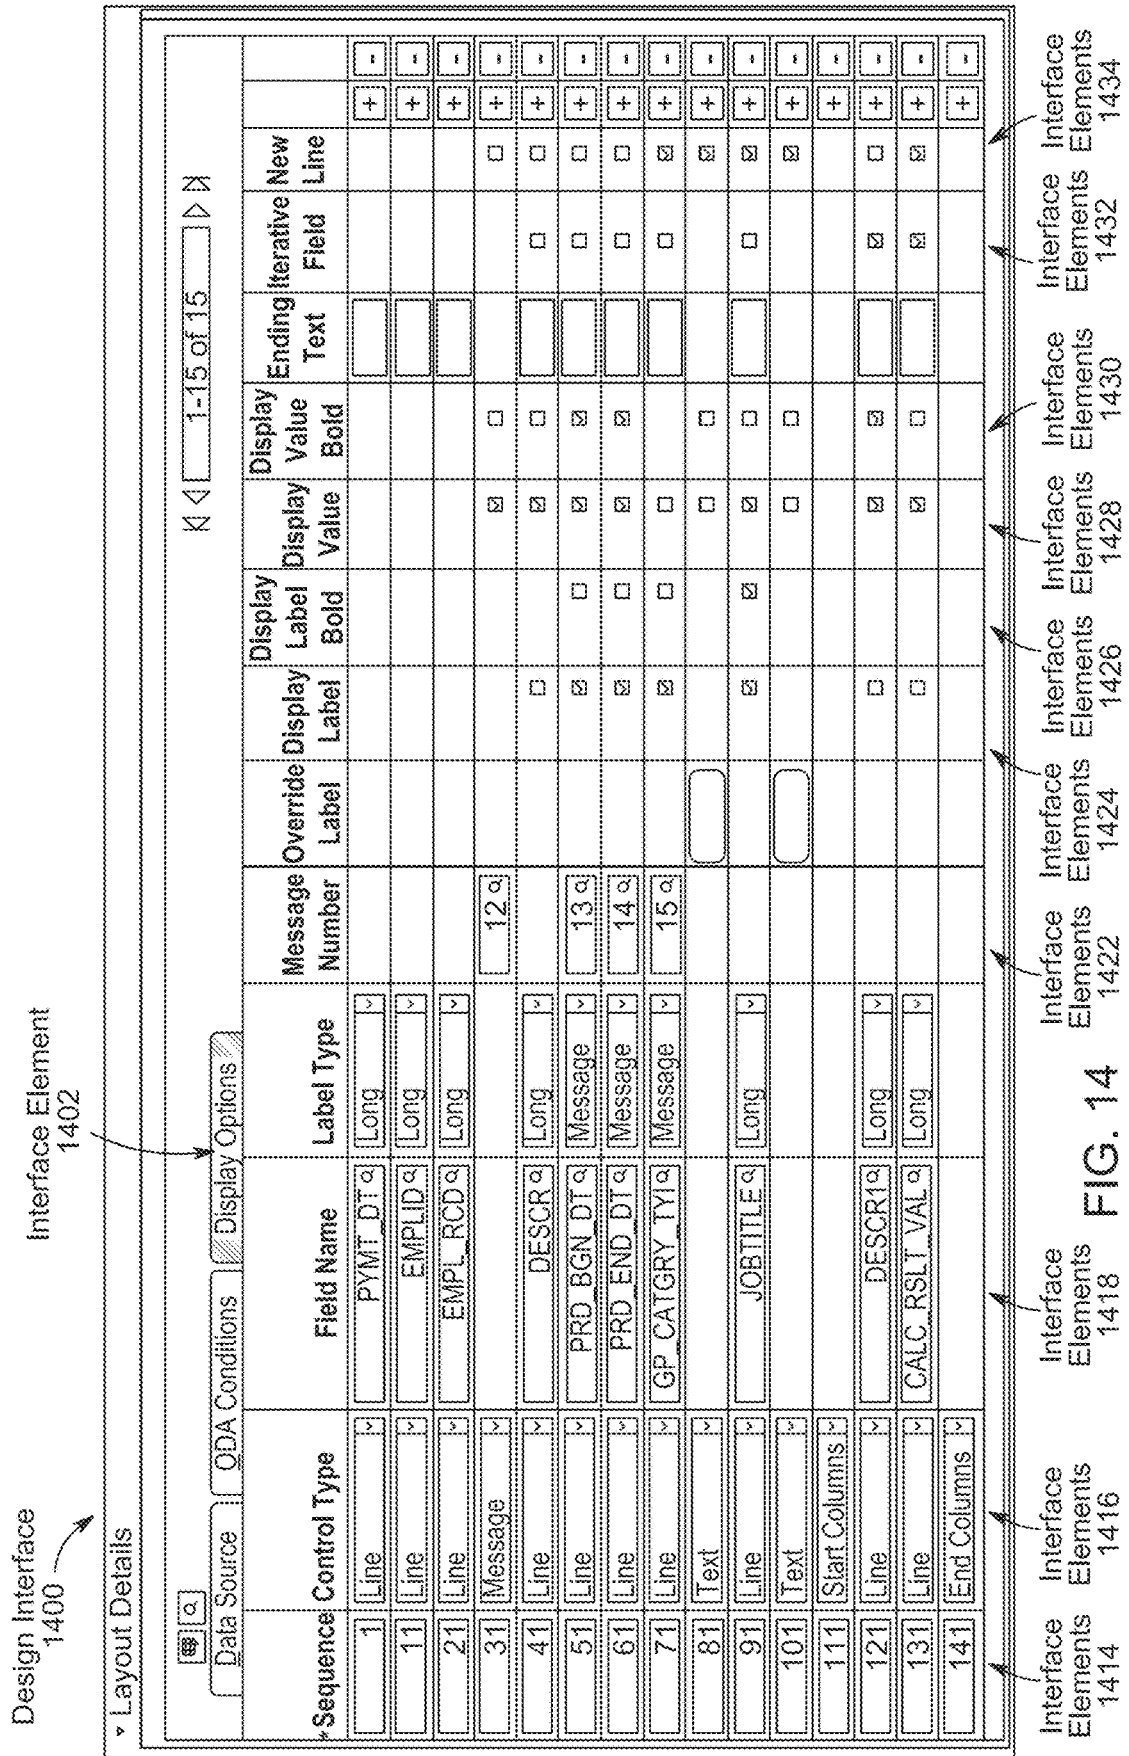 Design Interface
1400
Interface Element
1402
Layout Details
Data Source
ODA Conditions
Display Options
1-15 of 15
*Sequence Control Type Field Name Label Type Message Number Override Label Display Label Display Label Bold Display Value Display Value Bold Ending Text Iterative Field New Line
1 Line PYMT_DT Long + -
11 Line EMPLID Long + -
21 Line EMPL_RCD Long + -
31 Message 12 + -
41 Line DESCR Long + -
51 Line PRD_BGN_DT Message 13 + -
61 Line PRD_END_DT Message 14 + -
71 Line GP_CATGRY_TYI Message 15 + -
81 Text + -
91 Line JOBTITLE Long + -
101 Text + -
111 Start Columns + -
121 Line DESCR1 Long + -
131 Line CALC_RSLT_VAL Long + -
141 End Columns + -
Interface Elements 1414
Interface Elements 1416
Interface Elements 1418
Interface Elements 1422
Interface Elements 1424
Interface Elements 1426
Interface Elements 1428
Interface Elements 1430
Interface Elements 1432
Interface Elements 1434
FIG. 14